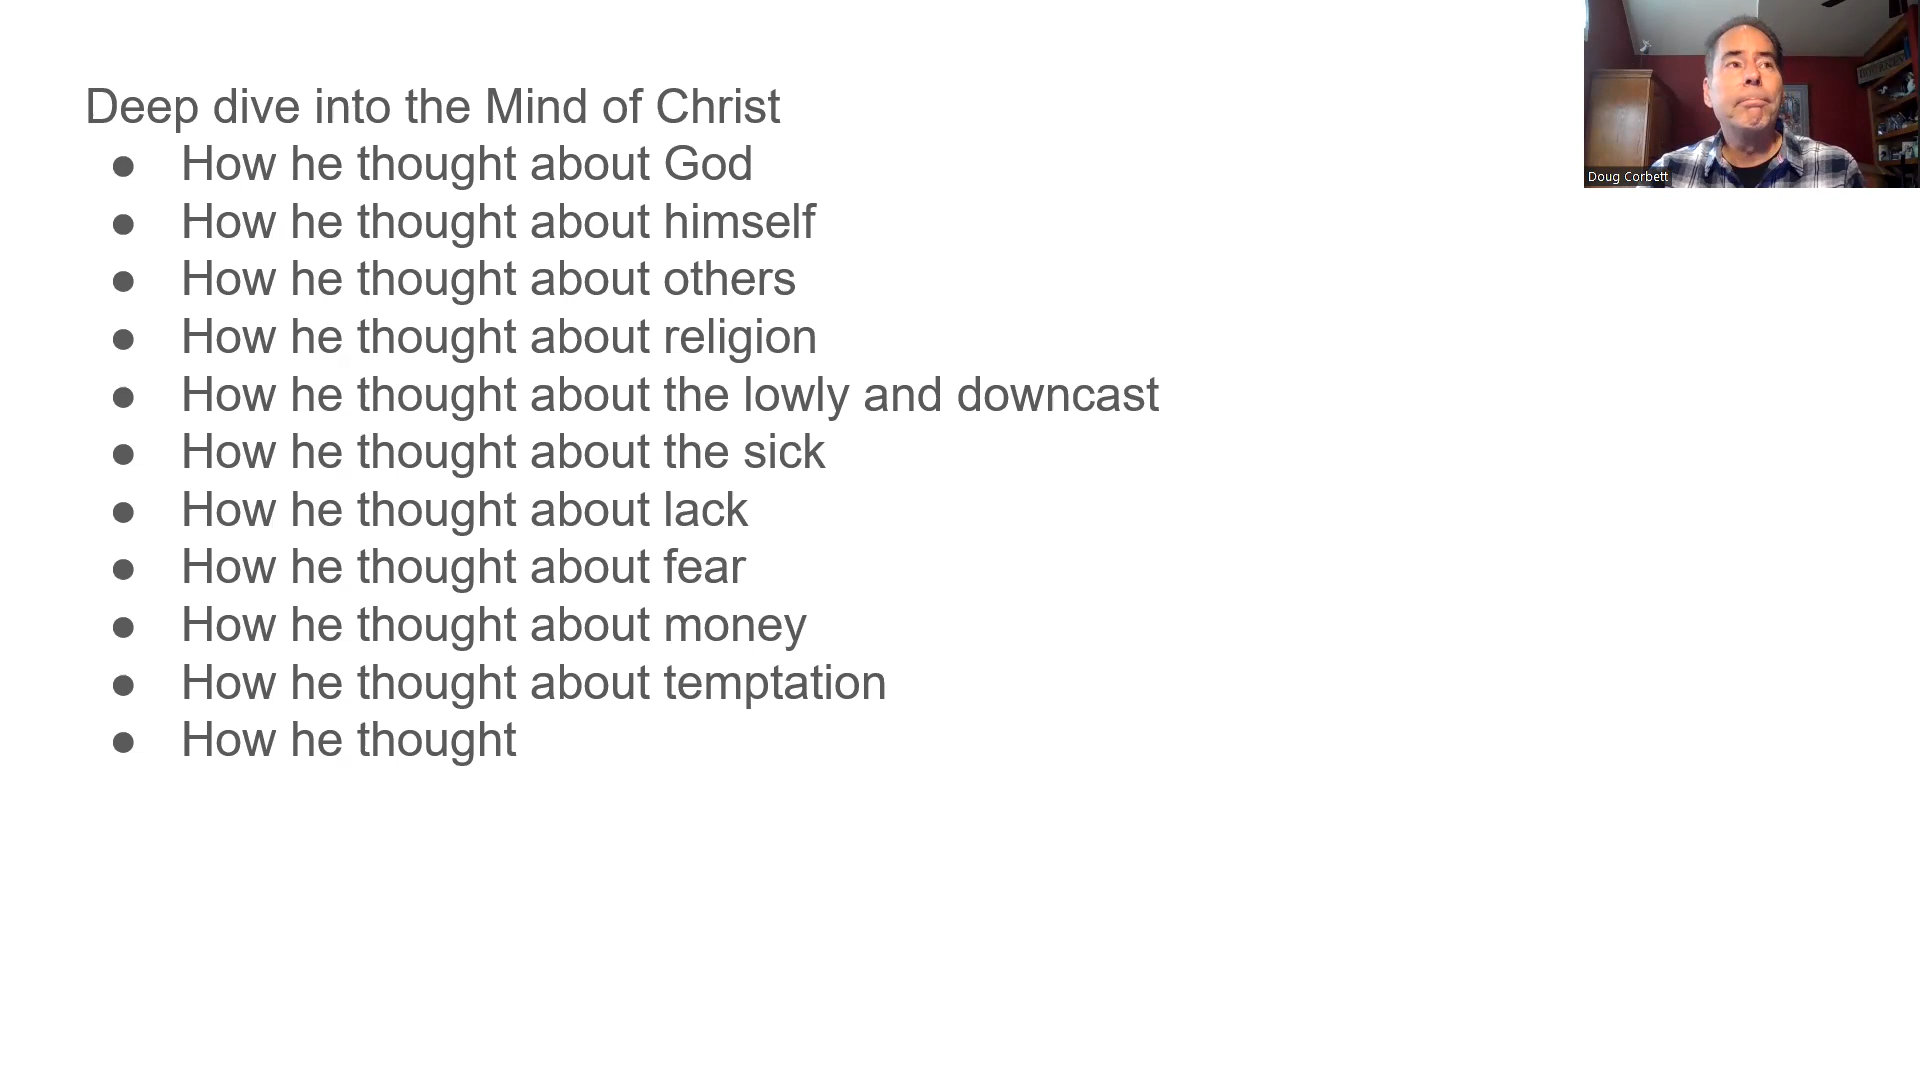 Deep dive into the Mind of Christ
● How he thought about God
● How he thought about himself
● How he thought about others
● How he thought about religion
● How he thought about the lowly and downcast
● How he thought about the sick
● How he thought about lack
● How he thought about fear
● How he thought about money
● How he thought about temptation
● How he thought
Doug Corbett